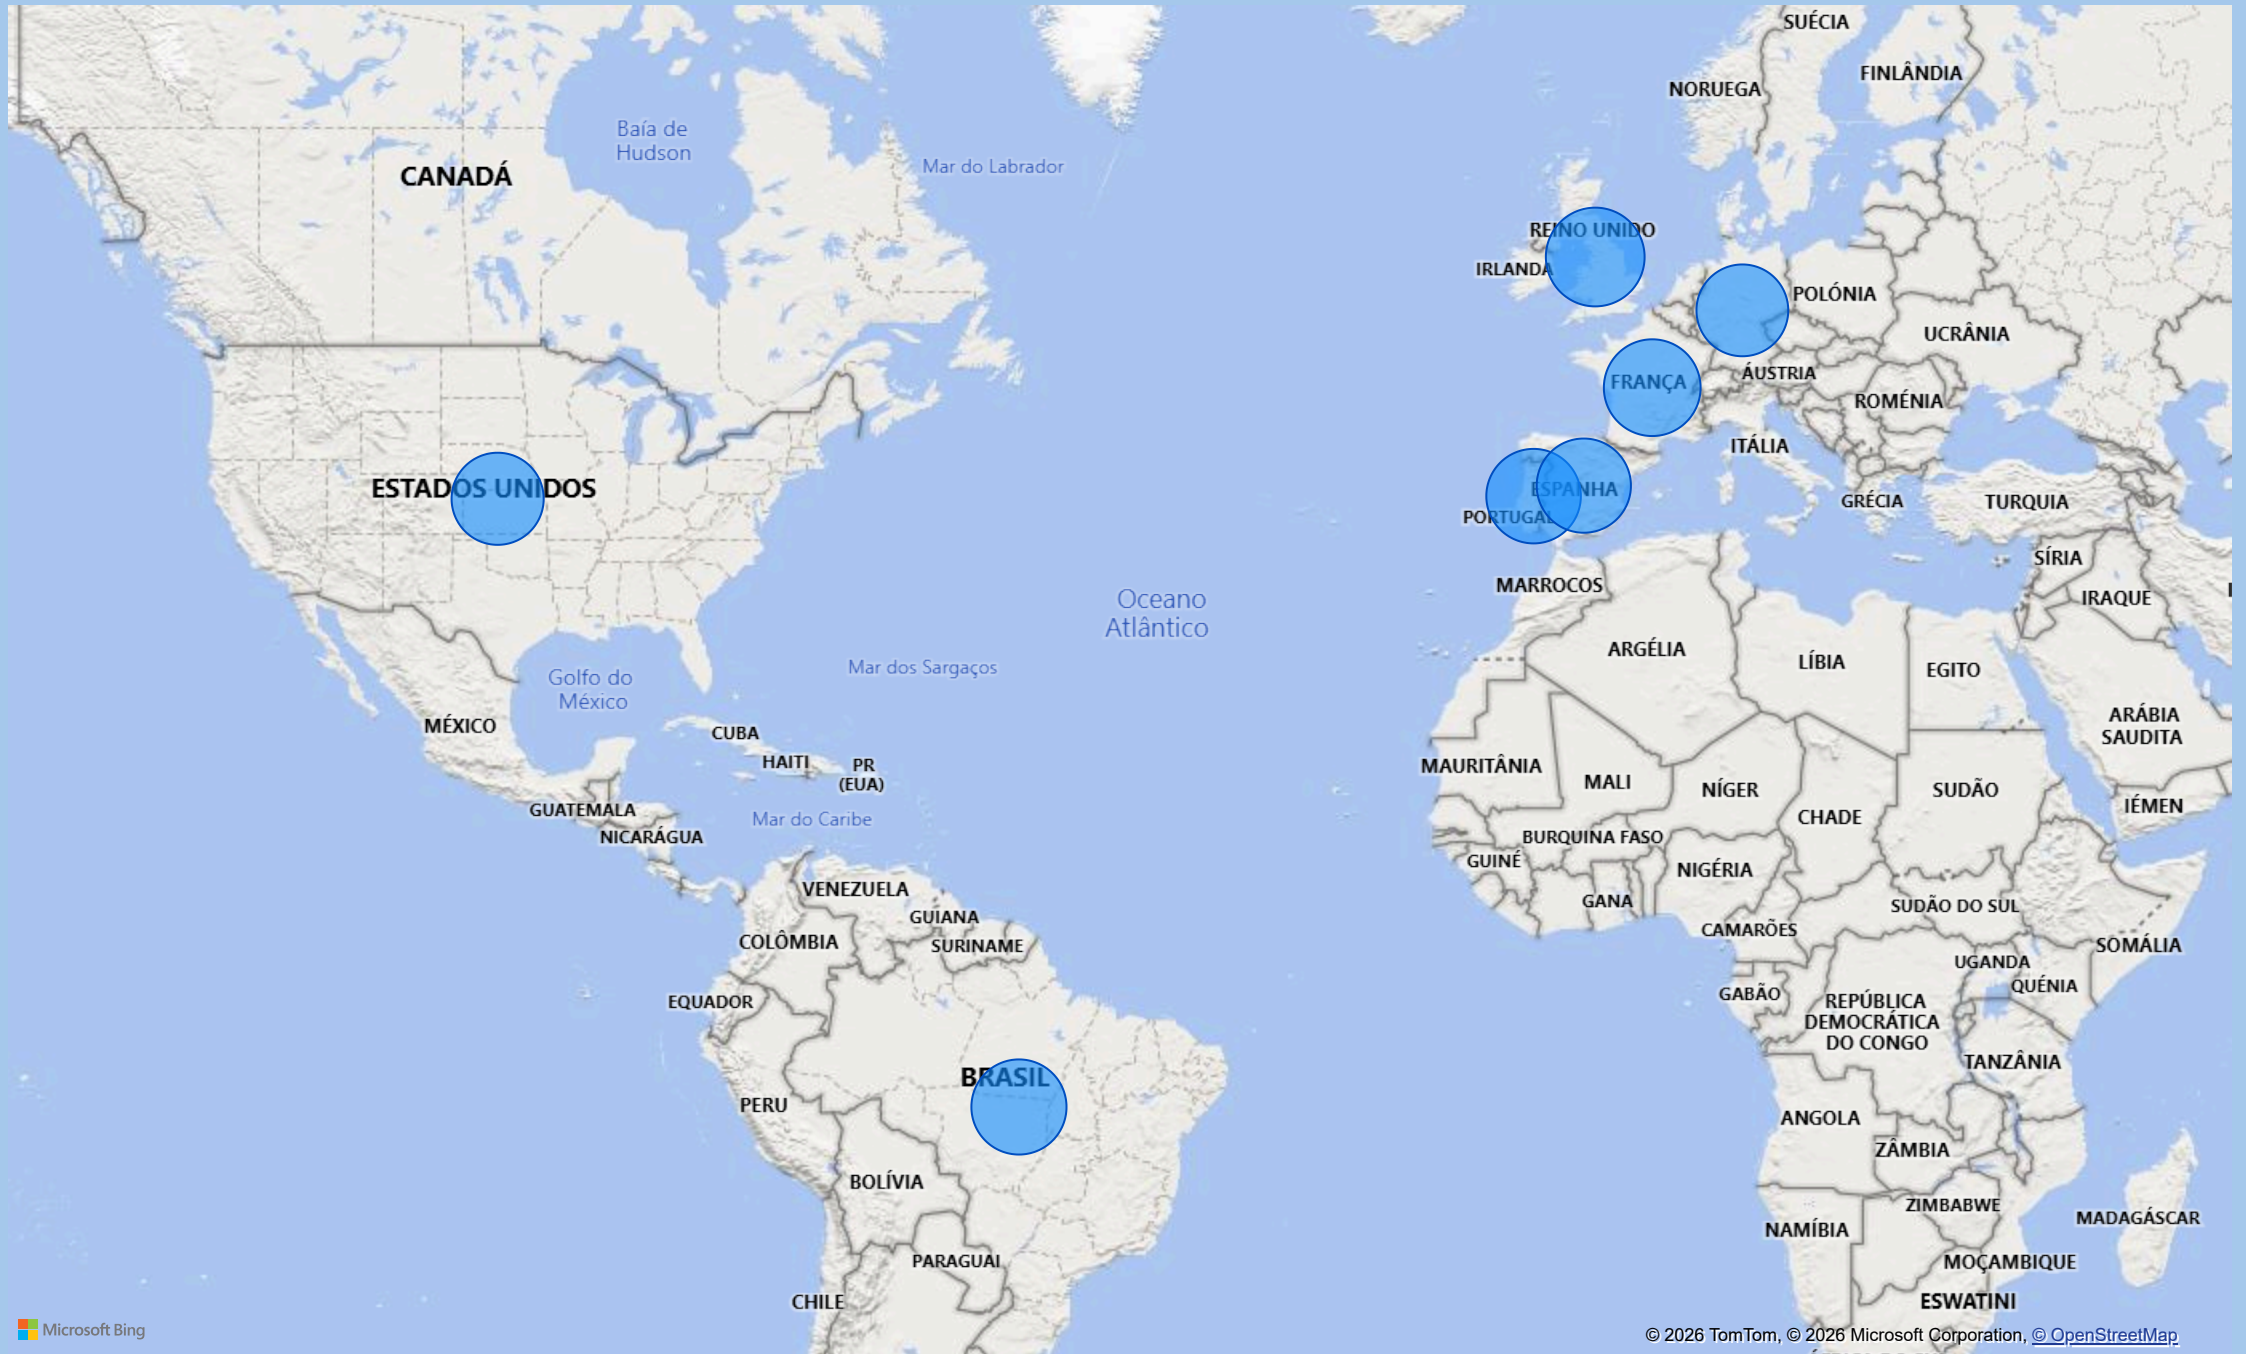 SUÉCIA
FINLÂNDIA
NORUEGA
Baía de
Hudson
Mar do Labrador
CANADÁ
REINO UNIDO
IRLANDA
POLÓNIA
UCRÂNIA
ÁUSTRIA
FRANÇA
ROMÉNIA
ITÁLIA
ESTADOS UNIDOS
ESPANHA
PORTUGAL
GRÉCIA
TURQUIA
SÍRIA
MARROCOS
IRAQUE
Oceano
Atlântico
ARGÉLIA
LÍBIA
EGITO
Mar dos Sargaços
Golfo do
México
MÉXICO
CUBA
HAITI
PR
(EUA)
ARÁBIA
SAUDITA
MAURITÂNIA
MALI
NÍGER
SUDÃO
CHADE
IÉMEN
GUATEMALA
Mar do Caribe
NICARÁGUA
BURQUINA FASO
GUINÉ
NIGÉRIA
VENEZUELA
GUIANA
GANA
SUDÃO DO SUL
COLÔMBIA
SURINAME
CAMARÕES
SOMÁLIA
UGANDA
QUÉNIA
EQUADOR
GABÃO
REPÚBLICA
DEMOCRÁTICA
DO CONGO
TANZÂNIA
BRASIL
PERU
ANGOLA
ZÂMBIA
BOLÍVIA
ZIMBABWE
MADAGÁSCAR
NAMÍBIA
PARAGUAI
MOÇAMBIQUE
CHILE
ESWATINI
Microsoft Bing
© 2026 TomTom, © 2026 Microsoft Corporation, © OpenStreetMap